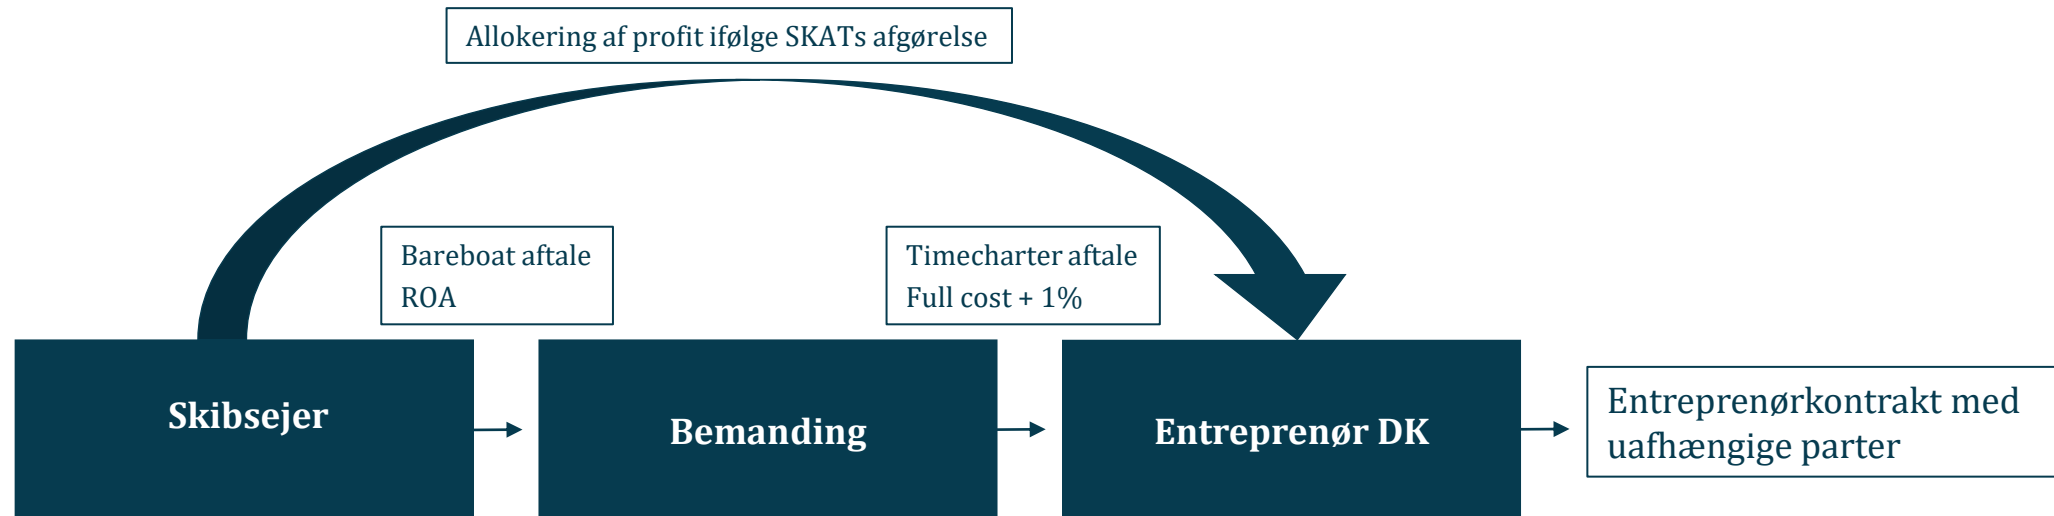 Allokering af profit ifølge SKATs afgørelse
Bareboat aftale
ROA
Timecharter aftale
Full cost + 1%
Skibsejer
Bemanding
Entreprenør DK
Entreprenørkontrakt med
uafhængige parter